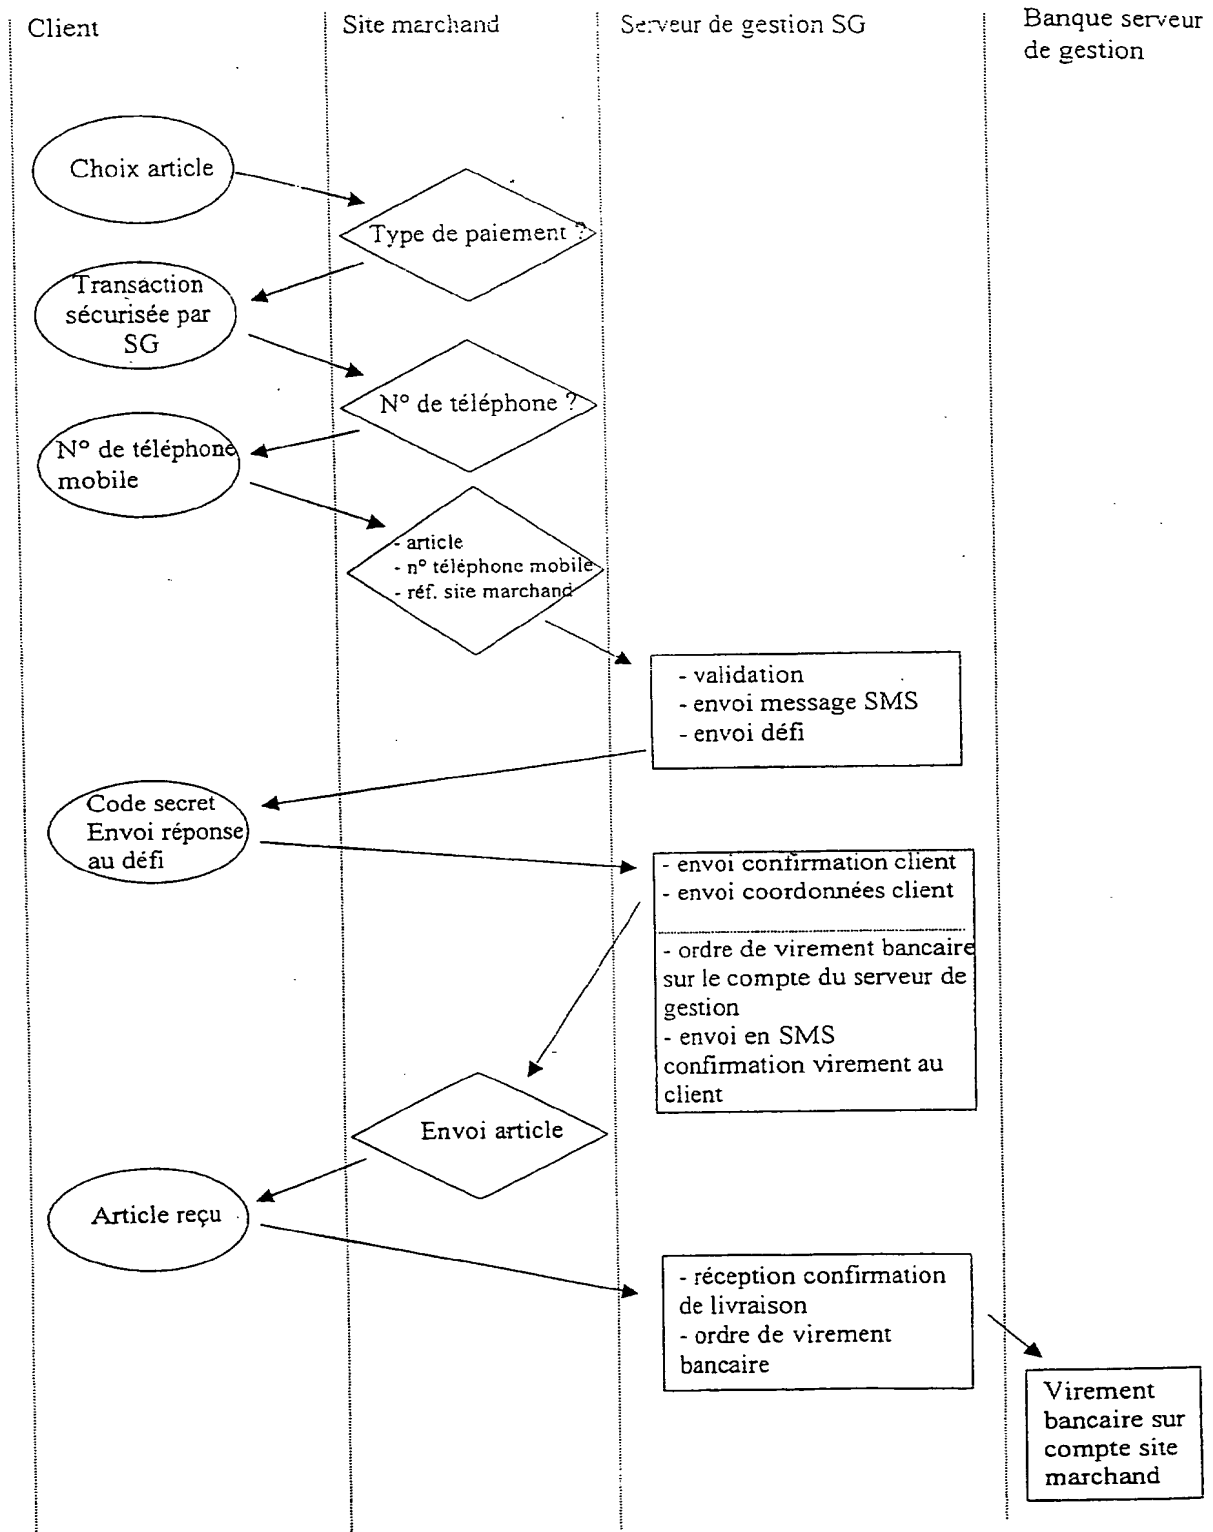 Client
Site marchand
Serveur de gestion SG
Banque serveur
de gestion
Choix article
Type de paiement ?
Transaction
sécurisée par
SG
N° de téléphone ?
N° de téléphone
mobile
- article
- n° téléphone mobile
- réf. site marchand
- validation
- envoi message SMS
- envoi défi
Code secret
Envoi réponse
au défi
- envoi confirmation client
- envoi coordonnées client
- ordre de virement bancaire
sur le compte du serveur de
gestion
- envoi en SMS
confirmation virement au
client
Envoi article
Article reçu
- réception confirmation
de livraison
- ordre de virement
bancaire
Virement
bancaire sur
compte site
marchand